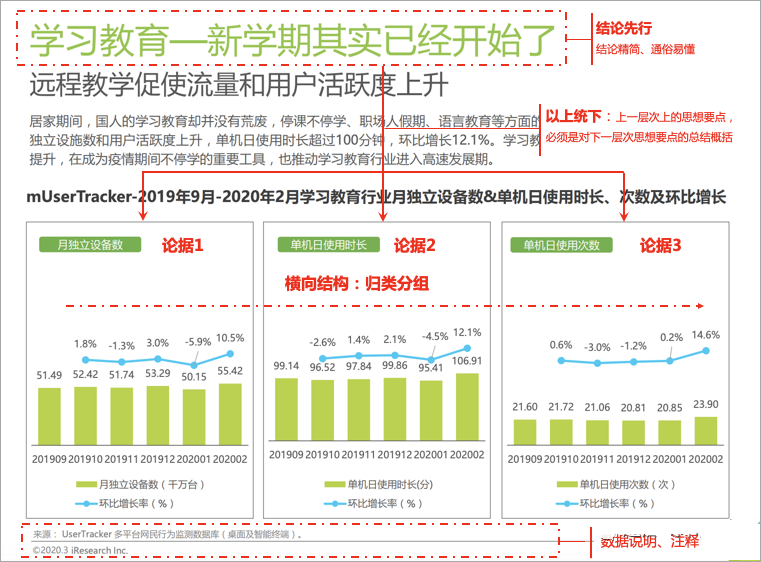 学习教育—新学期其实已经开始了
结论先行
结论精简、通俗易懂
远程教学促使流量和用户活跃度上升
居家期间，国人的学习教育却并没有荒废，停课不停学、职场人假期、语言教育等方面的
独立设施数和用户活跃度上升，单机日使用时长超过100分钟，环比增长12.1%。学习教
提升，在成为疫情期间不停学的重要工具，也推动学习教育行业进入高速发展期。
以上统下：上一层次上的思想要点，
必须是对下一层次思想要点的总结概括
mUserTracker-2019年9月-2020年2月学习教育行业月独立设备数&单机日使用时长、次数及环比增长
月独立设备数 论据1
单机日使用时长 论据2
单机日使用次数 论据3
横向结构：归类分组
1.8% -1.3% 3.0% -5.9% 10.5%
51.49 52.42 51.74 53.29 50.15 55.42
201909 201910 201911 201912 202001 202002
月独立设备数（千万台）
环比增长率（%）
-2.6% 1.4% 2.1% -4.5% 12.1%
99.14 96.52 97.84 99.86 95.41 106.91
201909 201910 201911 201912 202001 202002
单机日使用时长(分)
环比增长率（%）
0.6% -3.0% -1.2% 0.2% 14.6%
21.60 21.72 21.06 20.81 20.85 23.90
201909 201910 201911 201912 202001 202002
单机日使用次数（次）
环比增长率（%）
来源： UserTracker 多平台网民行为监测数据库（桌面及智能终端）。
©2020.3 iResearch Inc.
数据说明、注释